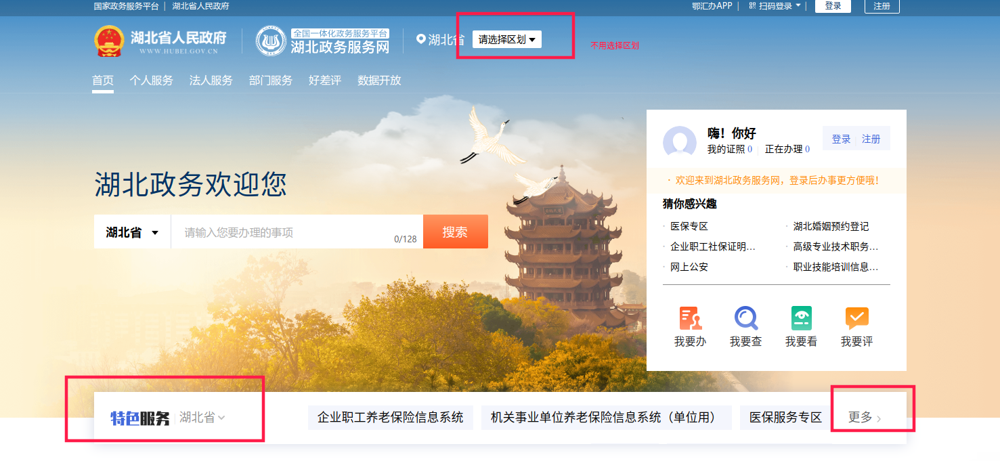 国家政务服务平台 | 湖北省人民政府
鄂汇办APP | 扫码登录 | 登录 注册
湖北省人民政府
WWW.HUBEI.GOV.CN
全国一体化政务服务平台
湖北政务服务网
湖北省 请选择区划
不用选择区划
首页 个人服务 法人服务 部门服务 好差评 数据开放
嗨！你好
我的证照 0 正在办理 0
登录 注册
· 欢迎来到湖北政务服务网，登录后办事更方便哦！
湖北政务欢迎您
湖北省 请输入您要办理的事项 0/128 搜索
猜你感兴趣
· 医保专区 · 湖北婚姻预约登记
· 企业职工社保证明… · 高级专业技术职务…
· 网上公安 · 职业技能培训信息…
我要办 我要查 我要看 我要评
特色服务 湖北省 企业职工养老保险信息系统 机关事业单位养老保险信息系统（单位用） 医保服务专区 更多 >